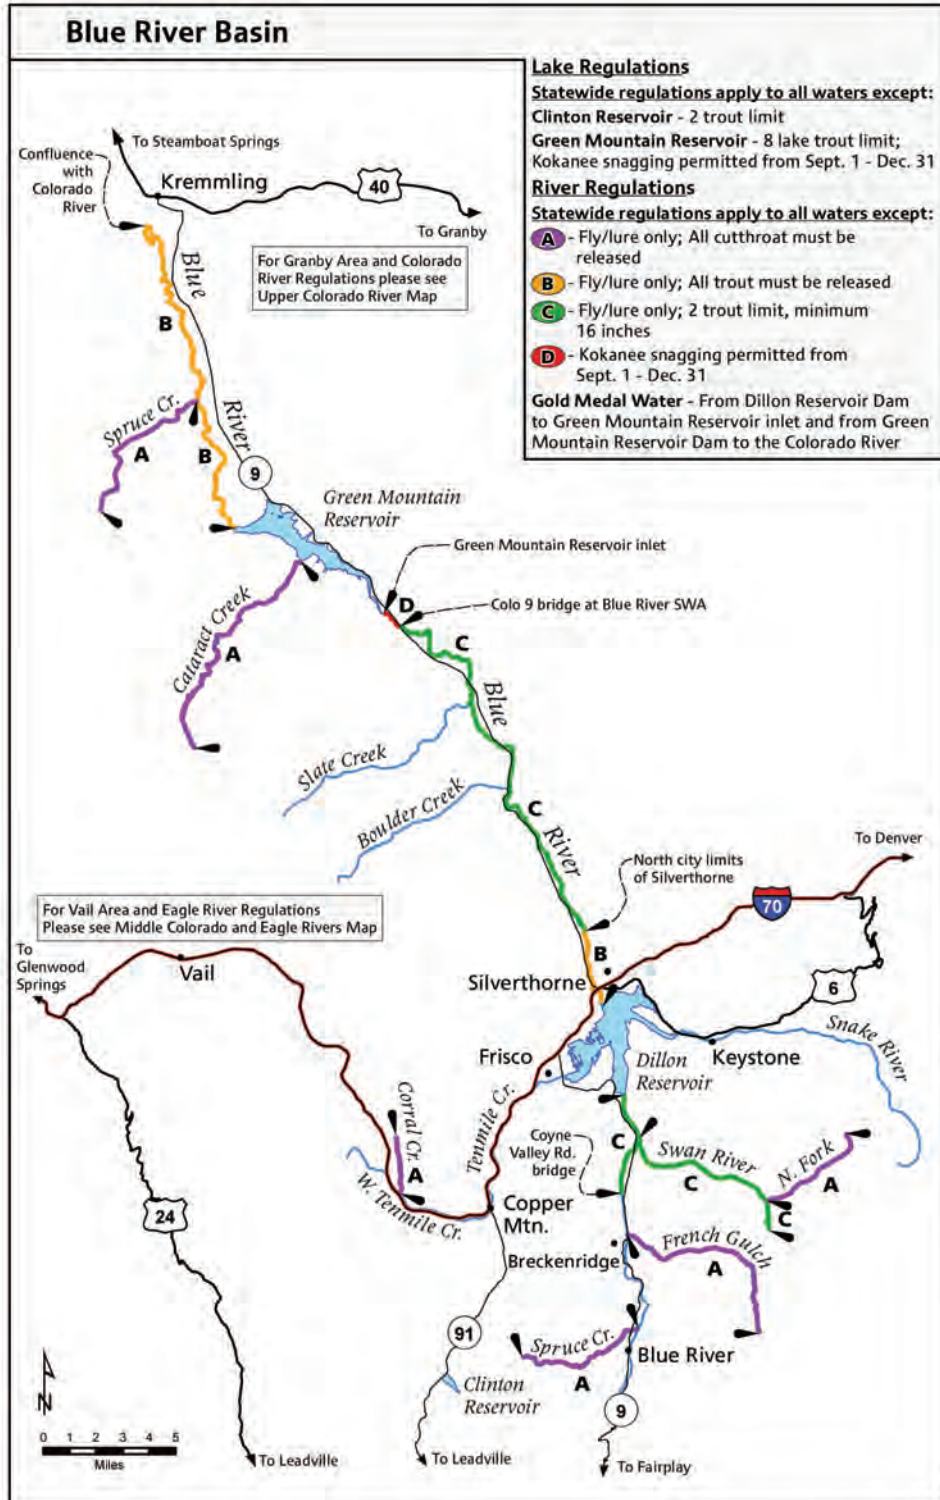 Blue River Basin
Lake Regulations
Statewide regulations apply to all waters except:
Clinton Reservoir - 2 trout limit
Green Mountain Reservoir - 8 lake trout limit;
Kokanee snagging permitted from Sept. 1 - Dec. 31
River Regulations
Statewide regulations apply to all waters except:
A - Fly/lure only; All cutthroat must be
released
B - Fly/lure only; All trout must be released
C - Fly/lure only; 2 trout limit, minimum
16 inches
D - Kokanee snagging permitted from
Sept. 1 - Dec. 31
Gold Medal Water - From Dillon Reservoir Dam
to Green Mountain Reservoir inlet and from Green
Mountain Reservoir Dam to the Colorado River
To Steamboat Springs
Confluence
with
Colorado
River
Kremmling
40
To Granby
For Granby Area and Colorado
River Regulations please see
Upper Colorado River Map
Blue
B
River
Spruce Cr.
A
B
9
Green Mountain
Reservoir
Green Mountain Reservoir inlet
D
Colo 9 bridge at Blue River SWA
C
Cataract Creek
A
Blue
Slate Creek
Boulder Creek
C
River
To Denver
North city limits
of Silverthorne
70
For Vail Area and Eagle River Regulations
Please see Middle Colorado and Eagle Rivers Map
To
Glenwood
Springs
Vail
B
Silverthorne
6
Snake River
Frisco
Dillon
Reservoir
Keystone
Tenmile Cr.
Corral Cr.
A
Coyne
Valley Rd.
bridge
C
Swan River
C
N. Fork
A
C
W. Tenmile Cr.
Copper
Mtn.
24
Breckenridge
French Gulch
A
91
Spruce Cr.
A
Blue River
Clinton
Reservoir
9
N
0 1 2 3 4 5
Miles
To Leadville
To Leadville
To Fairplay